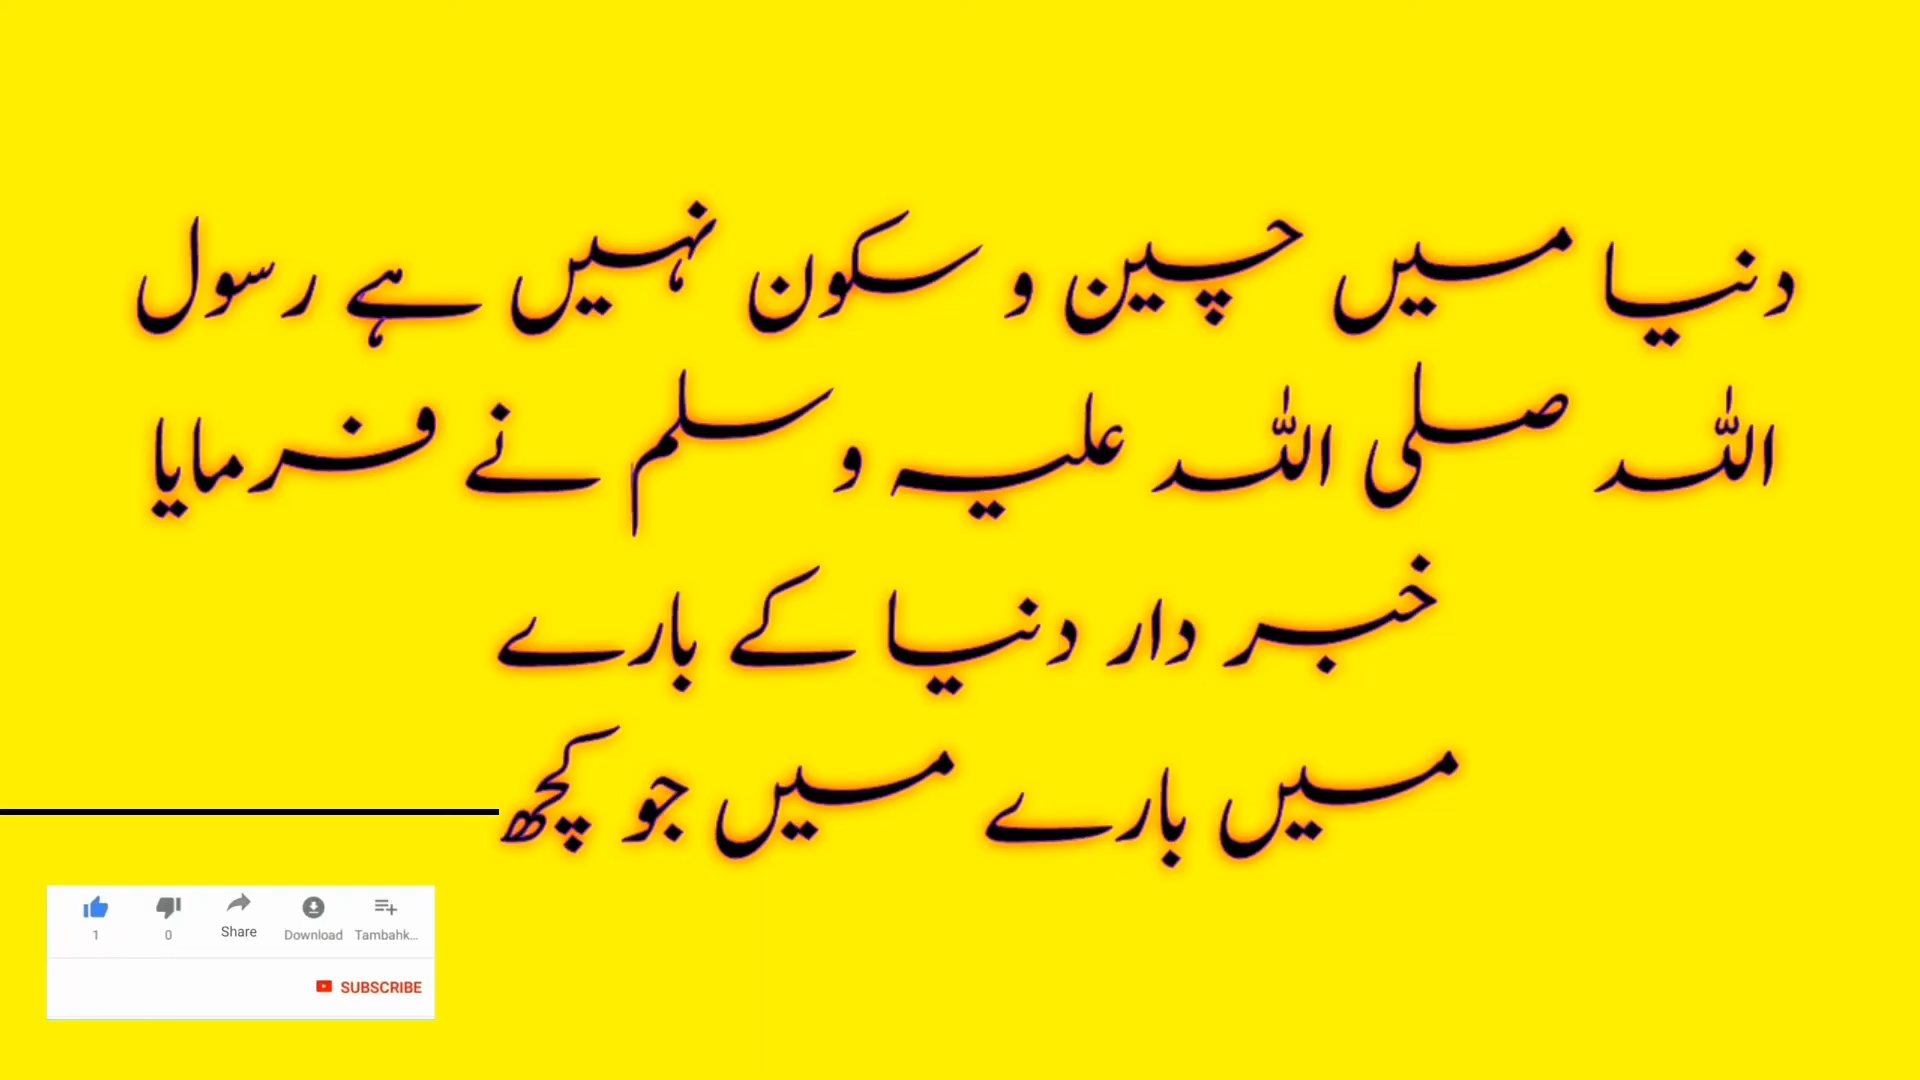 دنیا میں چین و سکون نہیں ہے رسول
اللہ صلی اللہ علیہ وسلم نے فرمایا
خبر دار دنیا کے بارے
میں بارے میں جو کچھ
1 0 Share Download Tambahk...
SUBSCRIBE